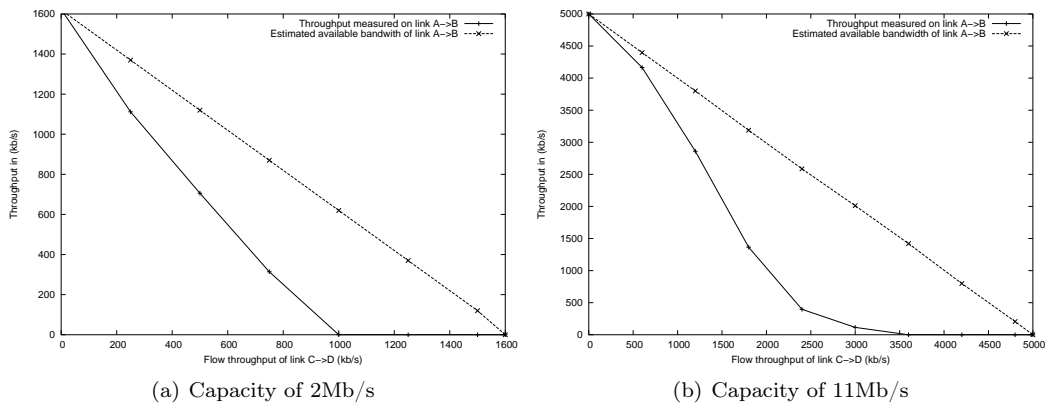 Throughput measured on link A−>B
Estimated available bandwith of link A−>B
Throughput in (kb/s)
1600
1400
1200
1000
800
600
400
200
0
0 200 400 600 800 1000 1200 1400 1600
Flow throughput of link C−>D (kb/s)
(a) Capacity of 2Mb/s
Throughput measured on link A−>B
Estimated available bandwidth of link A−>B
Throughput in (kb/s)
5000
4500
4000
3500
3000
2500
2000
1500
1000
500
0
0 500 1000 1500 2000 2500 3000 3500 4000 4500 5000
Flow throughput of link C−>D (kb/s)
(b) Capacity of 11Mb/s